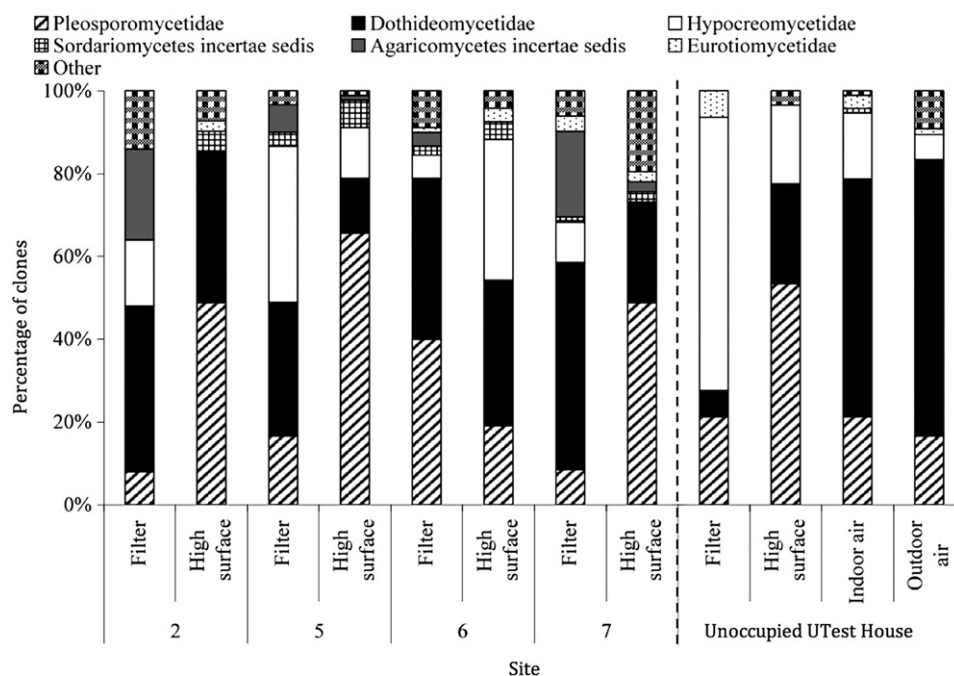 Pleosporomycetidae Dothideomycetidae Hypocreomycetidae
Sordariomycetes incertae sedis Agaricomycetes incertae sedis Eurotiomycetidae
Other
100%
80%
60%
40%
20%
0%
Percentage of clones
Filter
High
surface
Filter
High
surface
Filter
High
surface
Filter
High
surface
Filter
High
surface
Indoor air
Outdoor
air
2 5 6 7 Unoccupied UTest House
Site